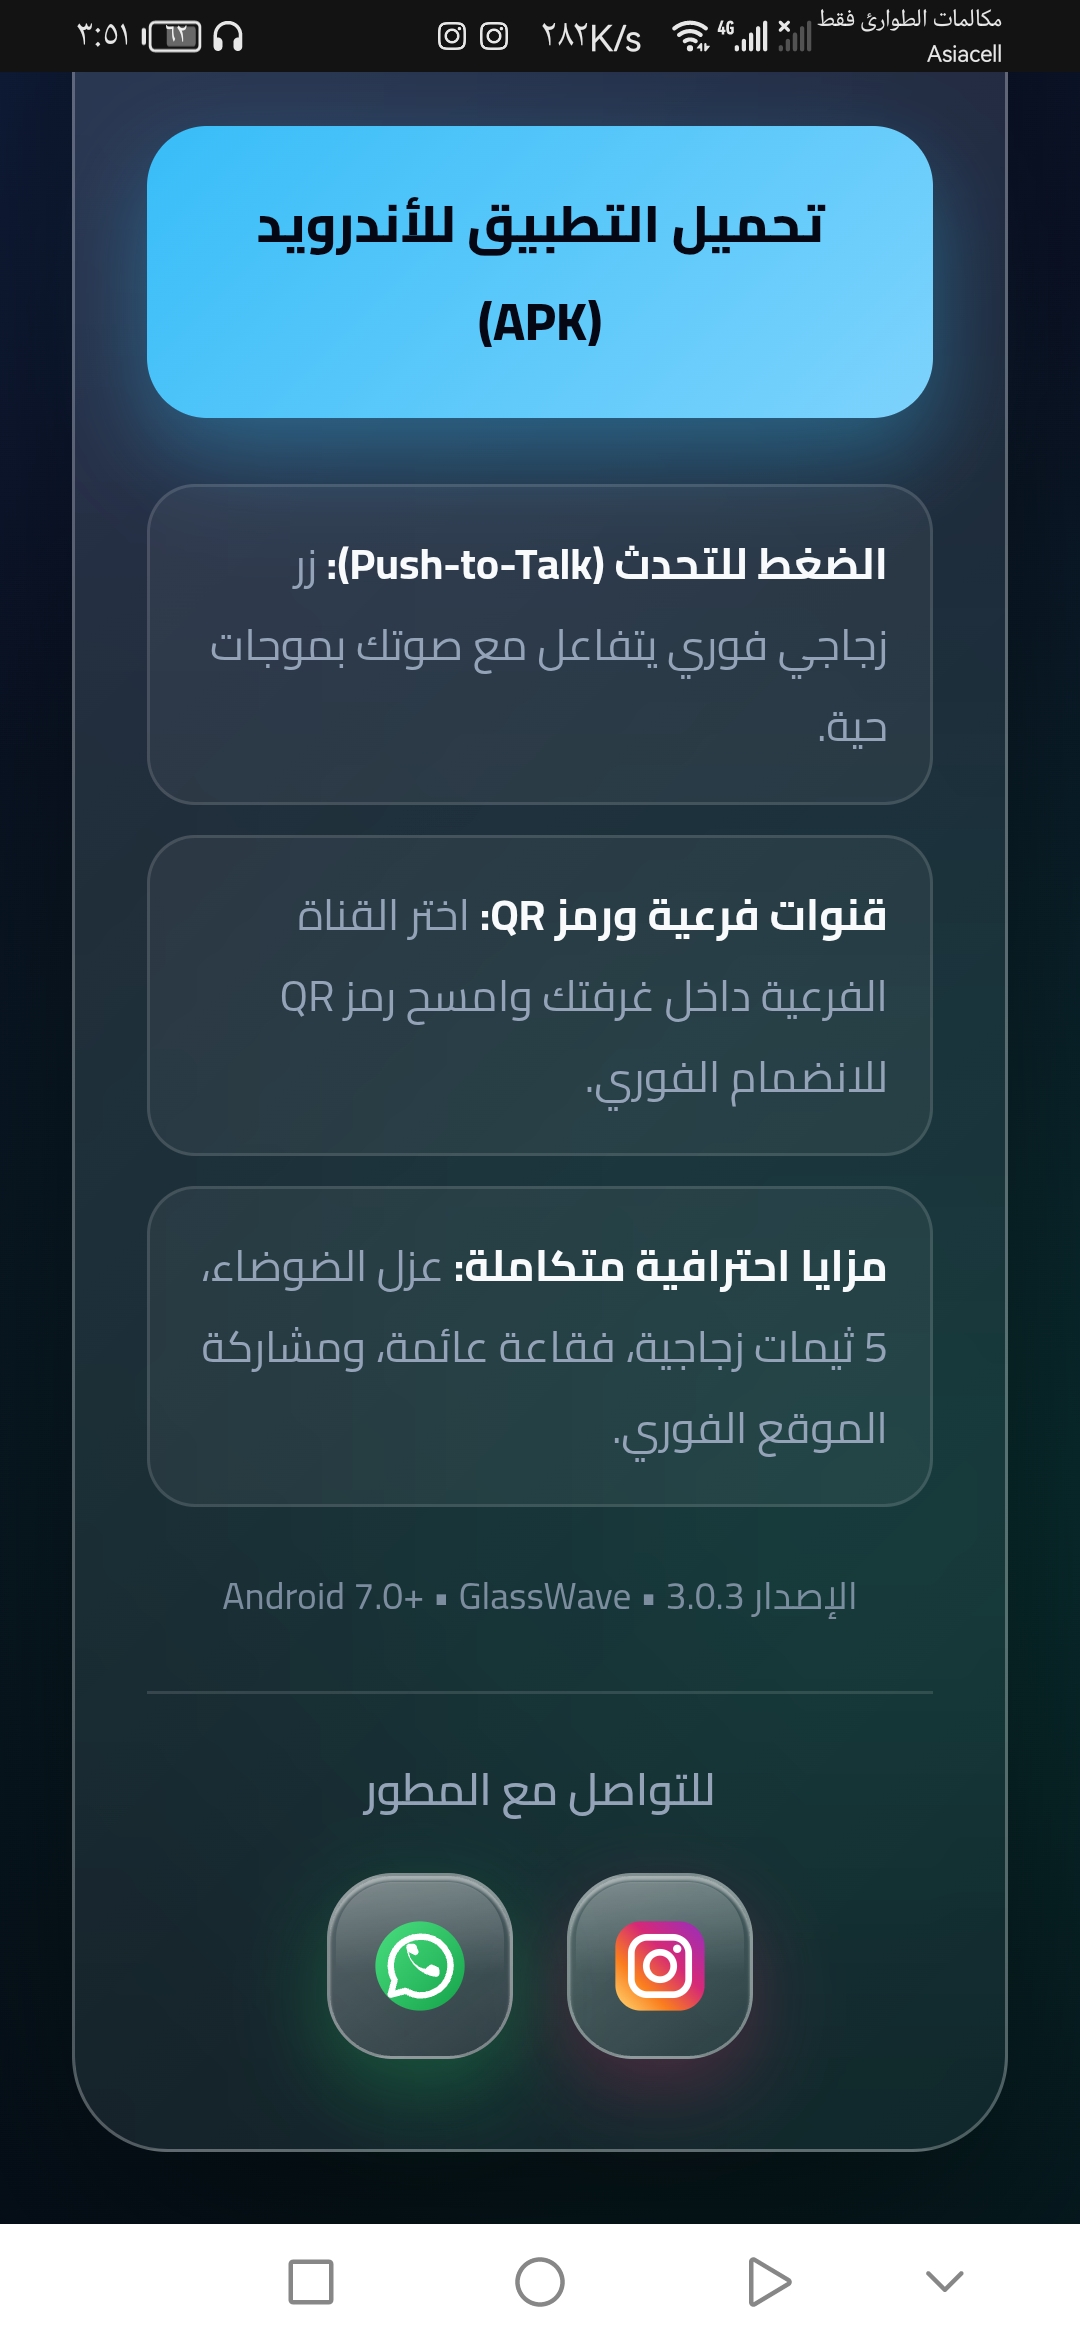 ٣:٥١
٦٢
٢٨٢K/s
4G
مكالمات الطوارئ فقط
Asiacell
تحميل التطبيق للأندرويد
(APK)
الضغط للتحدث (Push-to-Talk): زر
زجاجي فوري يتفاعل مع صوتك بموجات
حية.
قنوات فرعية ورمز QR: اختر القناة
الفرعية داخل غرفتك وامسح رمز QR
للانضمام الفوري.
مزايا احترافية متكاملة: عزل الضوضاء،
5 ثيمات زجاجية، فقاعة عائمة، ومشاركة
الموقع الفوري.
الإصدار 3.0.3 ▪ GlassWave ▪ Android 7.0+
للتواصل مع المطور